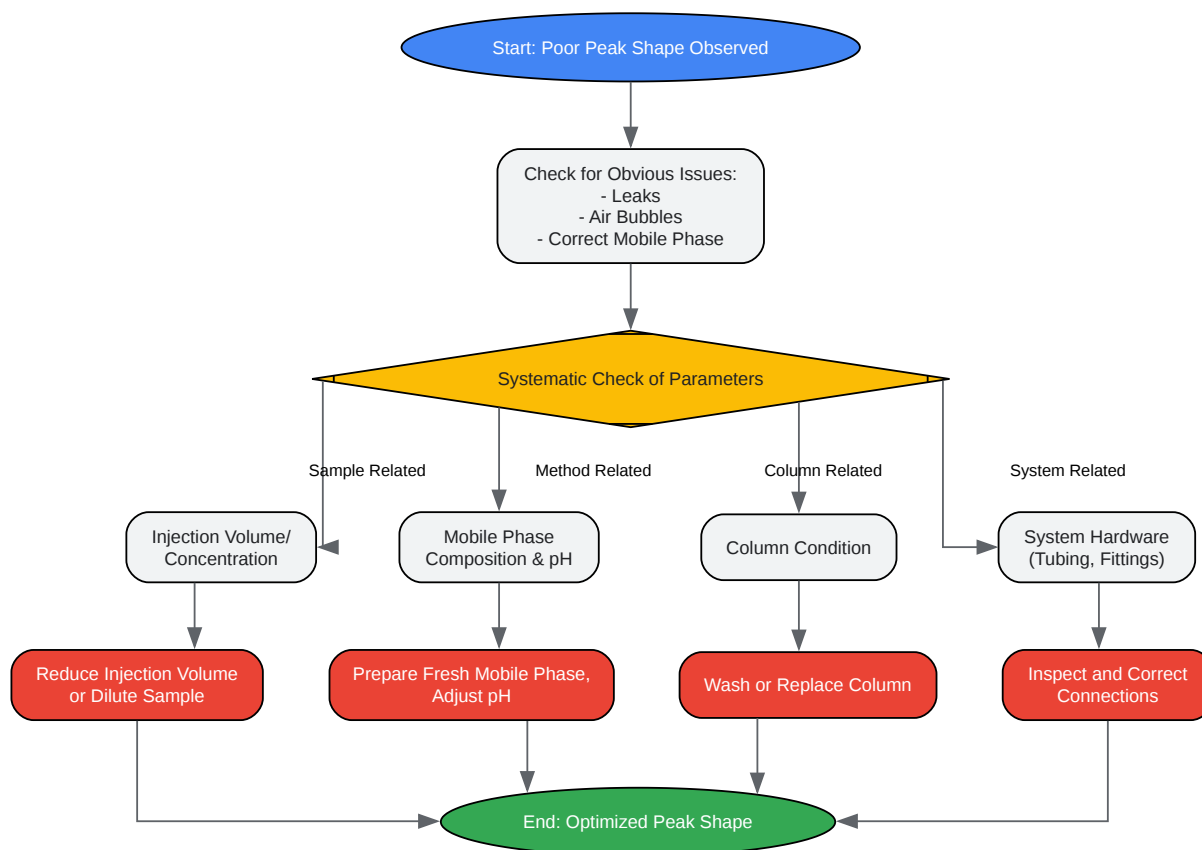 Start: Poor Peak Shape Observed
Check for Obvious Issues:
- Leaks
- Air Bubbles
- Correct Mobile Phase
Systematic Check of Parameters
Sample Related
Method Related
Column Related
System Related
Injection Volume/
Concentration
Mobile Phase
Composition & pH
Column Condition
System Hardware
(Tubing, Fittings)
Reduce Injection Volume
or Dilute Sample
Prepare Fresh Mobile Phase,
Adjust pH
Wash or Replace Column
Inspect and Correct
Connections
End: Optimized Peak Shape